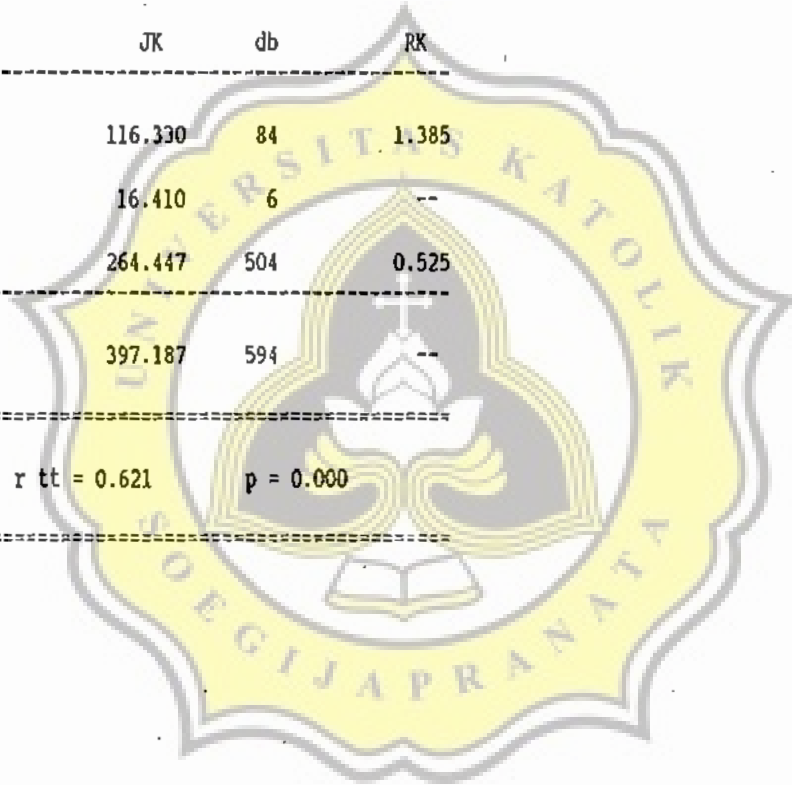 JK db RK
116.330 84 1.385
16.410 6 --
264.447 504 0.525
397.187 594 --
r tt = 0.621 p = 0.000
UNIVERSITAS KATOLIK
SOEGIJAPRANATA